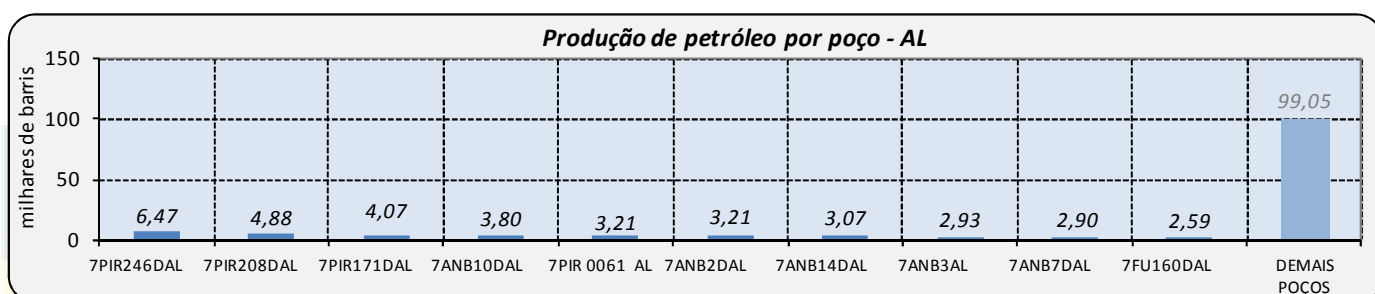 Produção de petróleo por poço - AL
milhares de barris
150
100
50
0
6,47 4,88 4,07 3,80 3,21 3,21 3,07 2,93 2,90 2,59 99,05
7PIR246DAL 7PIR208DAL 7PIR171DAL 7ANB10DAL 7PIR 0061 AL 7ANB2DAL 7ANB14DAL 7ANB3AL 7ANB7DAL 7FU160DAL DEMAIS
POÇOS